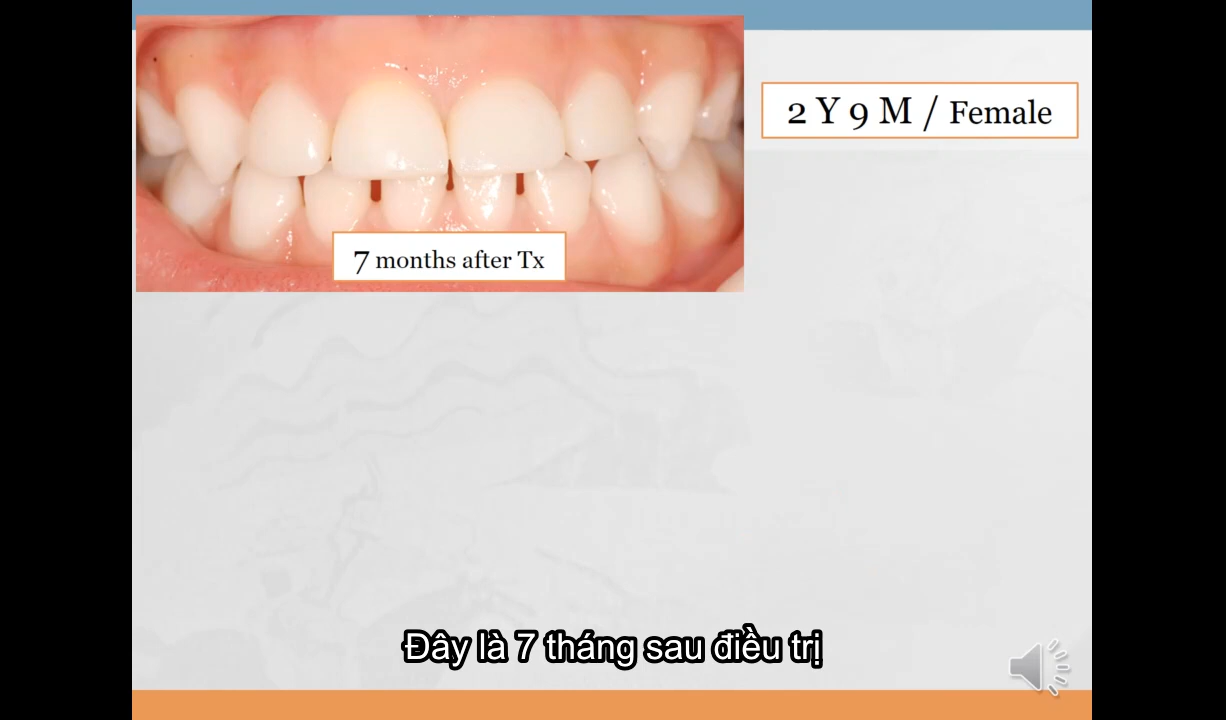 2 Y 9 M / Female
7 months after Tx
Đây là 7 tháng sau điều trị